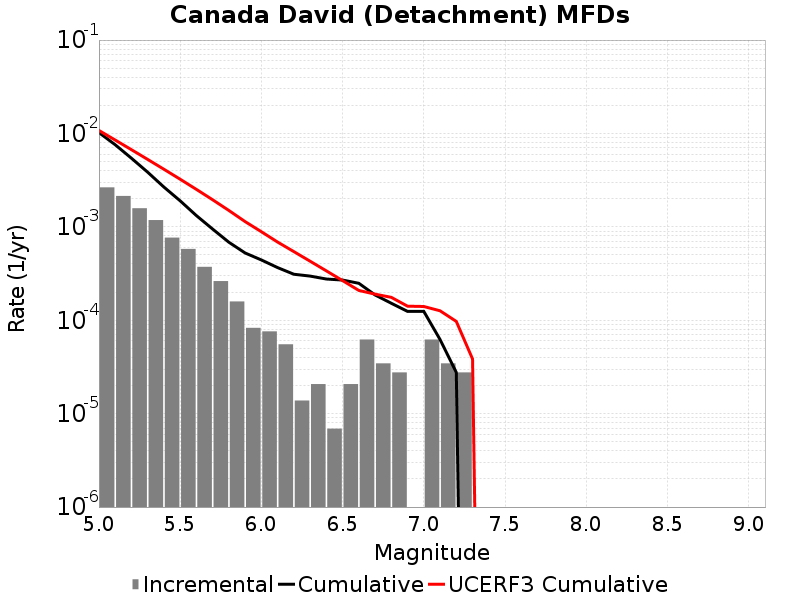 Canada David (Detachment) MFDs
10-1
10-2
10-3
10-4
10-5
10-6
Rate (1/yr)
5.0 5.5 6.0 6.5 7.0 7.5 8.0 8.5 9.0
Magnitude
Incremental Cumulative UCERF3 Cumulative